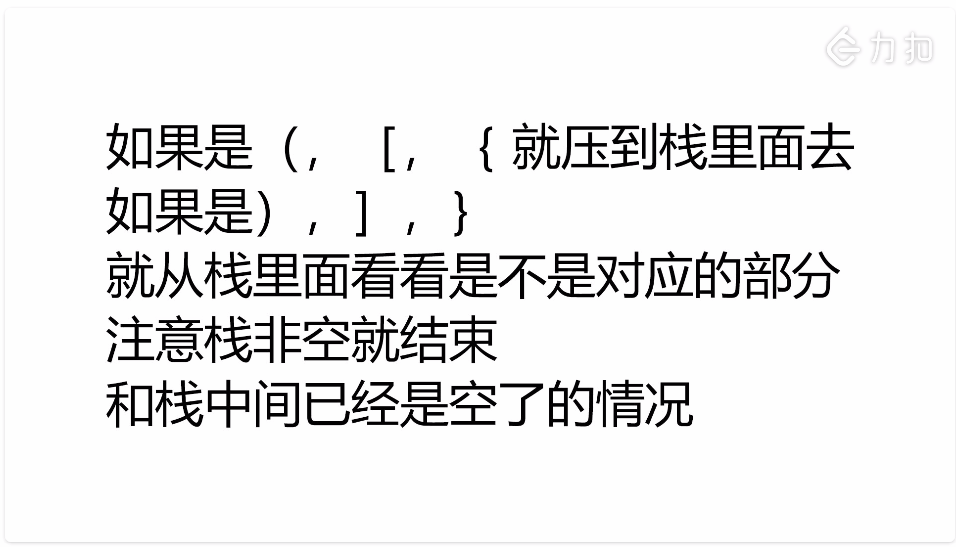 力扣
如果是（， [， { 就压到栈里面去
如果是），] ，}
就从栈里面看看是不是对应的部分
注意栈非空就结束
和栈中间已经是空了的情况